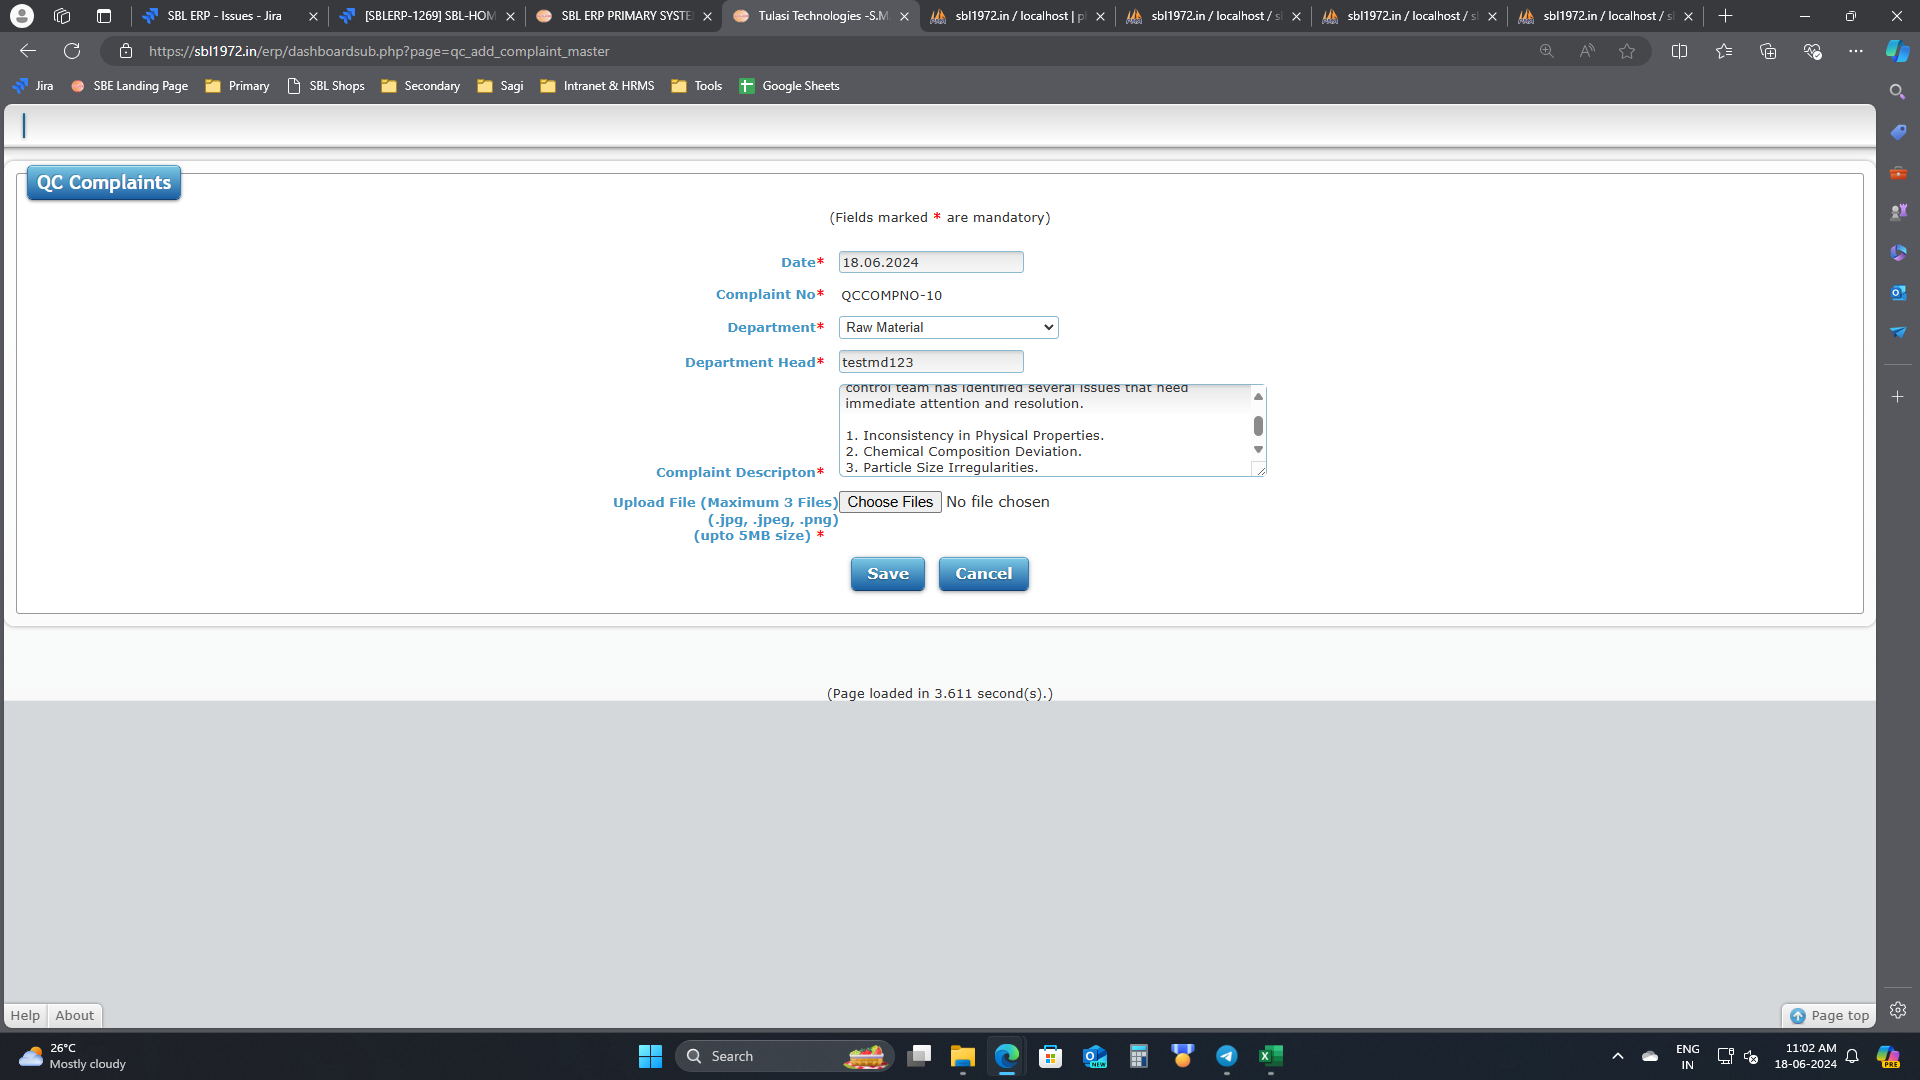 SBL ERP - Issues - Jira
[SBLERP-1269] SBL-HOM
SBL ERP PRIMARY SYSTE
Tulasi Technologies -S.M.
sbl1972.in / localhost | p
sbl1972.in / localhost / s
sbl1972.in / localhost / s
sbl1972.in / localhost / s
https://sbl1972.in/erp/dashboardsub.php?page=qc_add_complaint_master
Jira
SBE Landing Page
Primary
SBL Shops
Secondary
Sagi
Intranet & HRMS
Tools
Google Sheets
QC Complaints
(Fields marked * are mandatory)
Date* 18.06.2024
Complaint No* QCCOMPNO-10
Department* Raw Material
Department Head* testmd123
control team has identified several issues that need
immediate attention and resolution.
1. Inconsistency in Physical Properties.
2. Chemical Composition Deviation.
3. Particle Size Irregularities.
Complaint Descripton*
Upload File (Maximum 3 Files) Choose Files No file chosen
(.jpg, .jpeg, .png)
(upto 5MB size) *
Save Cancel
(Page loaded in 3.611 second(s).)
Help About
Page top
26°C
Mostly cloudy
Search
NEW
ENG
IN
11:02 AM
18-06-2024
PRE